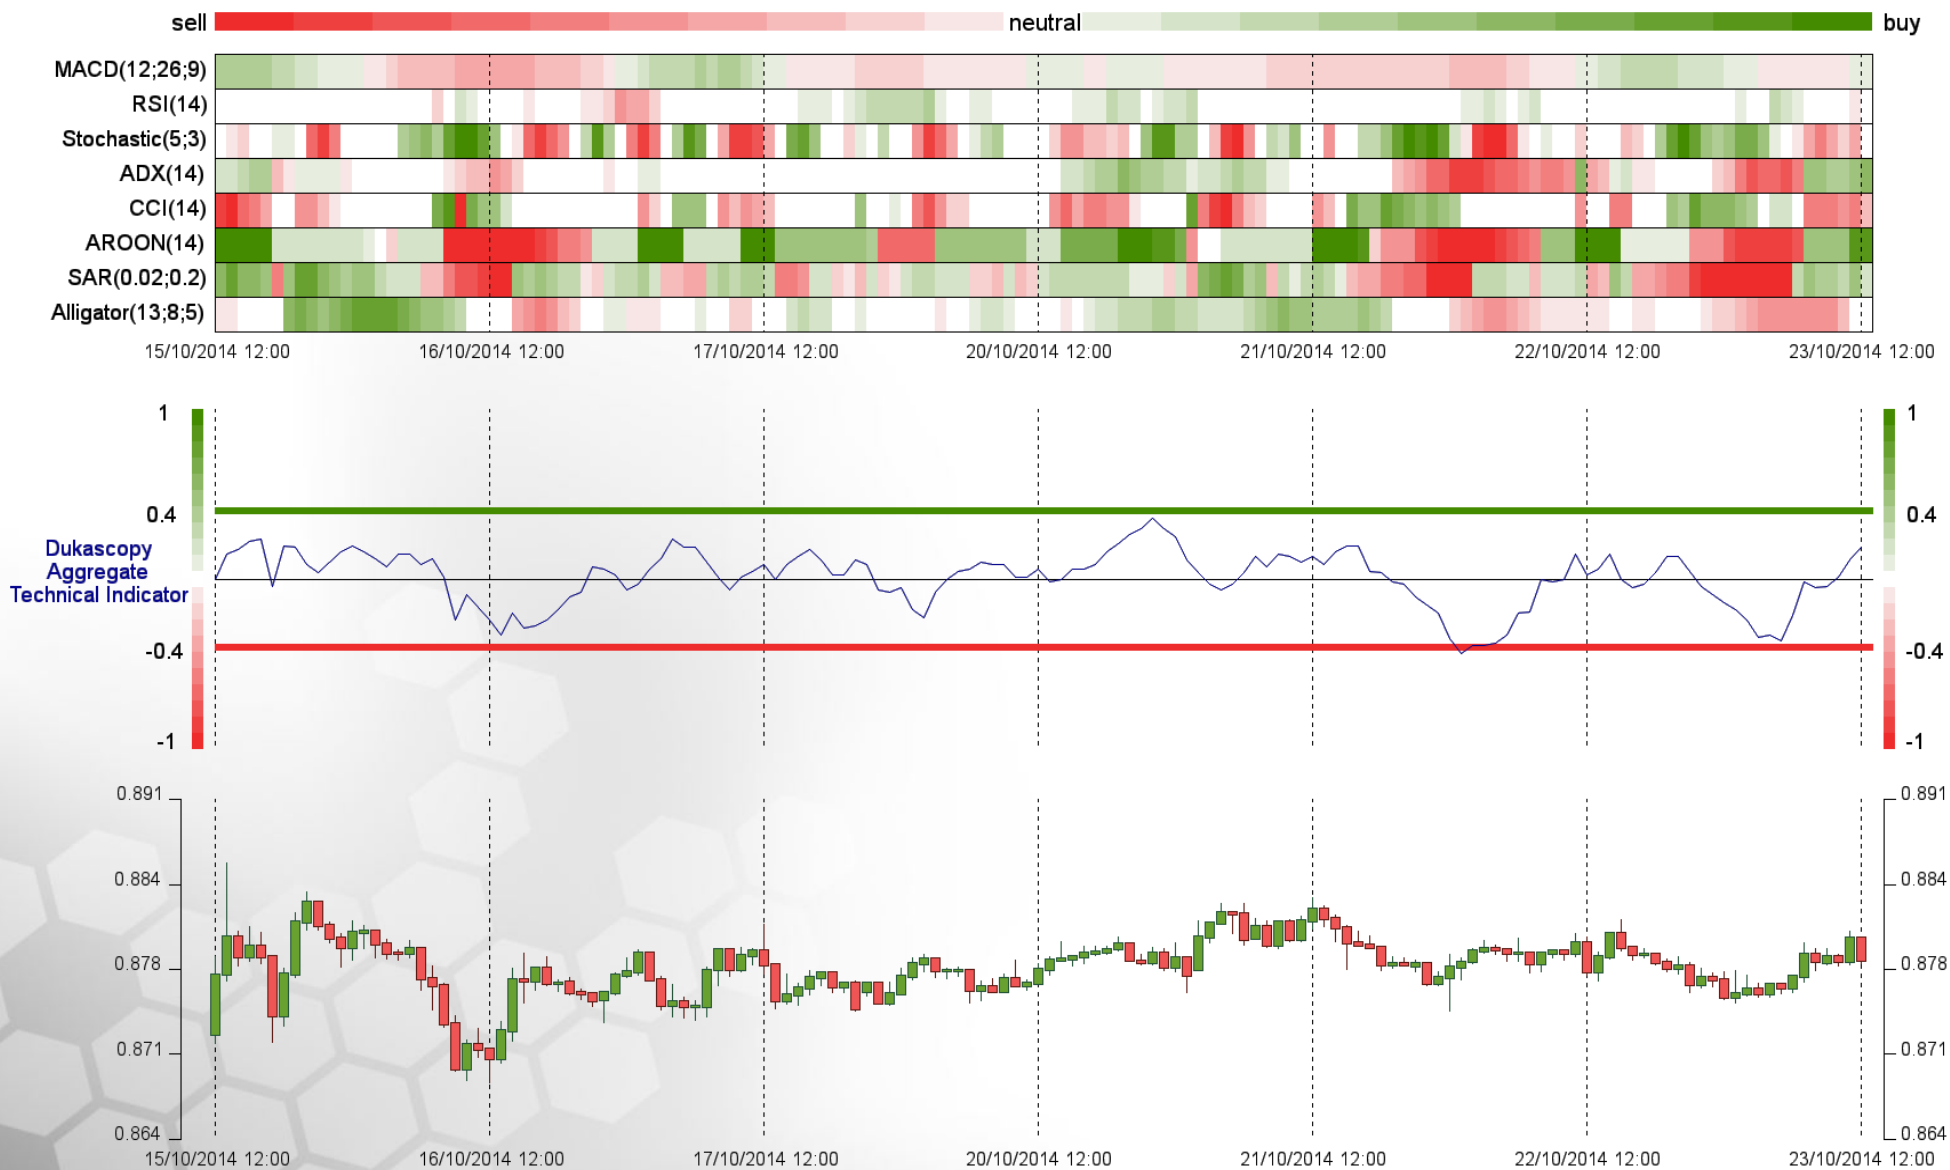 sell neutral buy
MACD(12;26;9)
RSI(14)
Stochastic(5;3)
ADX(14)
CCI(14)
AROON(14)
SAR(0.02;0.2)
Alligator(13;8;5)
15/10/2014 12:00 16/10/2014 12:00 17/10/2014 12:00 20/10/2014 12:00 21/10/2014 12:00 22/10/2014 12:00 23/10/2014 12:00
1 1
0.4 0.4
Dukascopy
Aggregate
Technical Indicator
-0.4 -0.4
-1 -1
0.891 0.891
0.884 0.884
0.878 0.878
0.871 0.871
0.864 0.864
15/10/2014 12:00 16/10/2014 12:00 17/10/2014 12:00 20/10/2014 12:00 21/10/2014 12:00 22/10/2014 12:00 23/10/2014 12:00